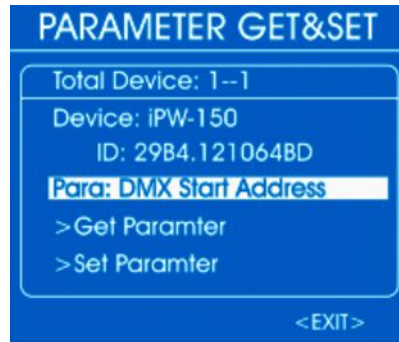 PARAMETER GET&SET
Total Device: 1--1
Device: iPW-150
ID: 29B4.121064BD
Para: DMX Start Address
>Get Paramter
>Set Paramter
<EXIT>